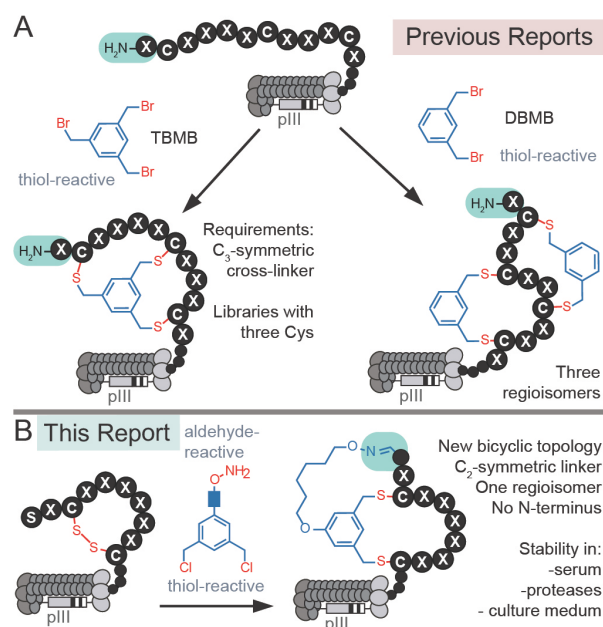 A
Previous Reports
H₂N
X C X X X X C X X X C X
pIII
Br
Br
Br
TBMB
thiol-reactive
Br
Br
DBMB
thiol-reactive
H₂N
X C X X X X C X X X C X
S
S
S
Requirements:
C₃-symmetric
cross-linker
Libraries with
three Cys
pIII
H₂N
S
S
S
S
Three
regioisomers
pIII
B
This Report
aldehyde-
reactive
O
NH₂
Cl
Cl
thiol-reactive
S X C
S
S
C
pIII
O
N
O
S
S
X
C
C
pIII
New bicyclic topology
C₂-symmetric linker
One regioisomer
No N-terminus
Stability in:
-serum
-proteases
- culture medum